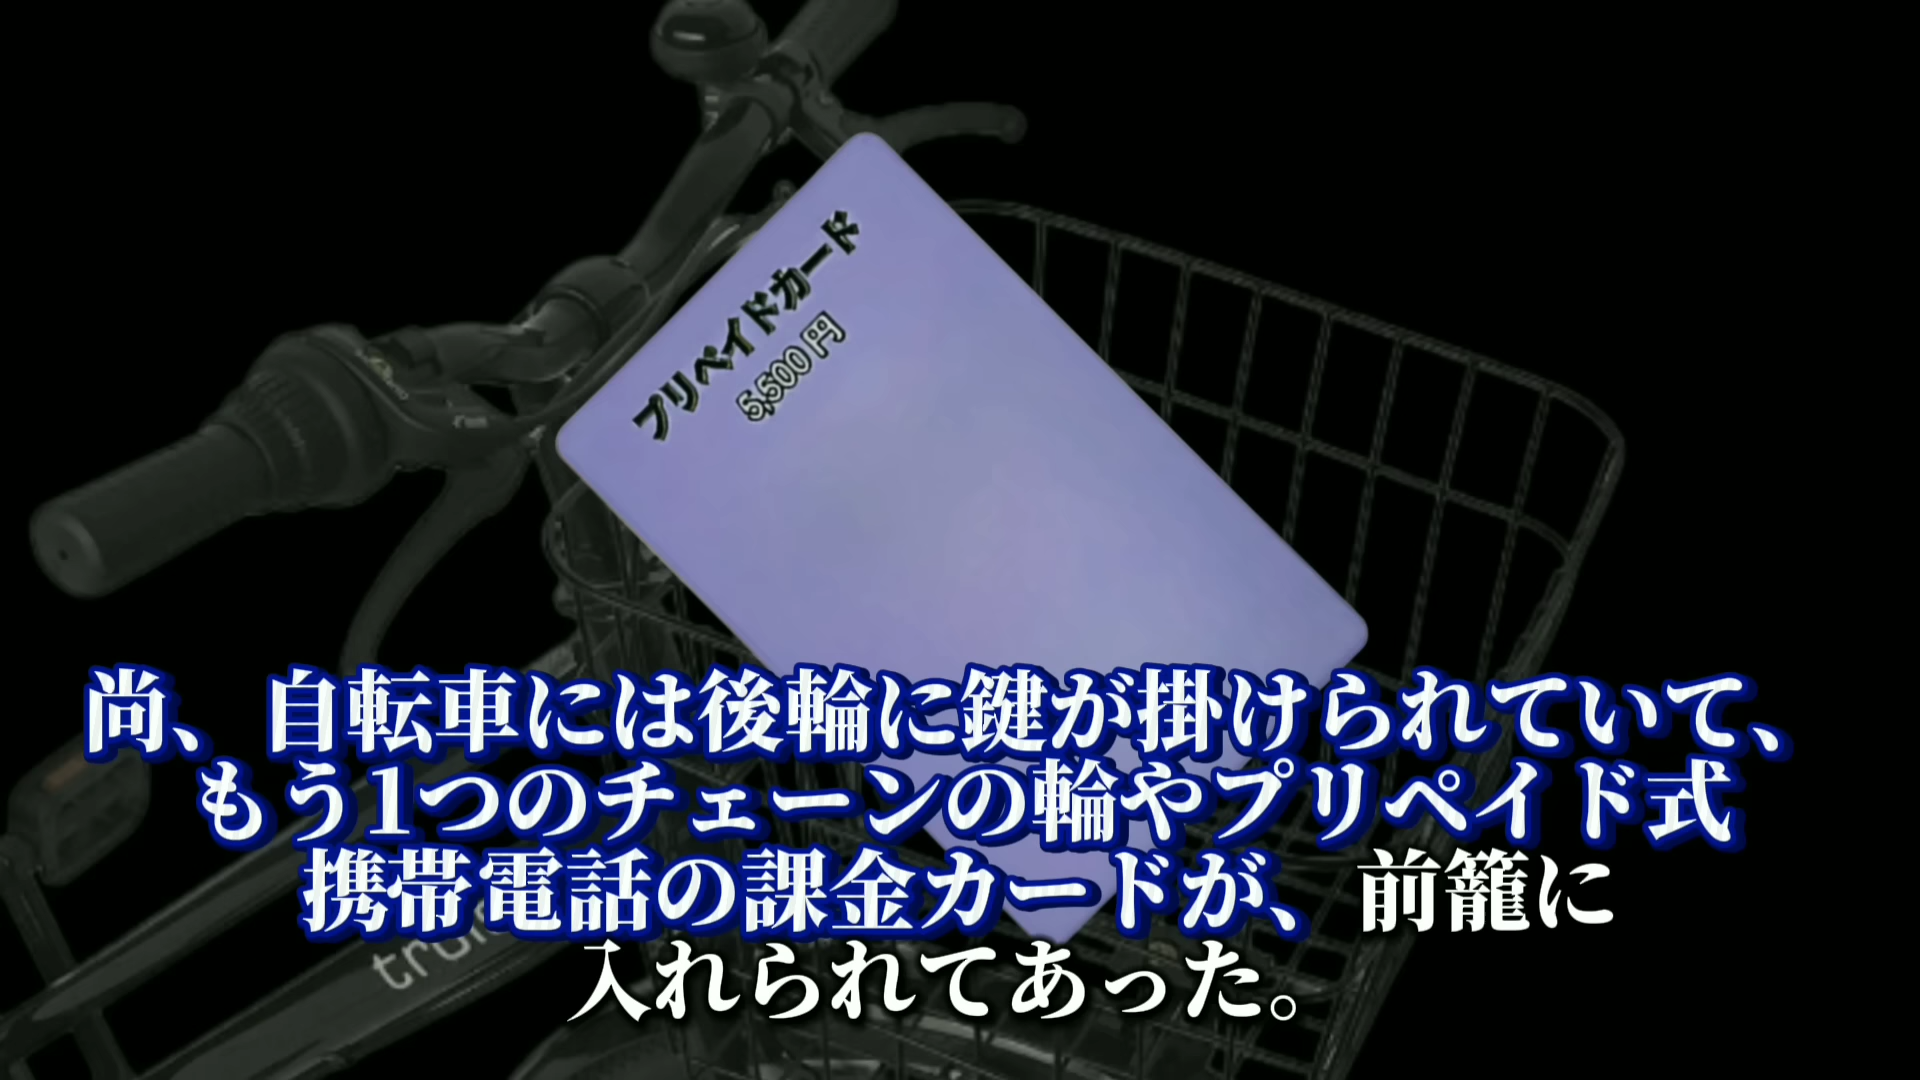 プリペイドカード
5,500円
尚、自転車には後輪に鍵が掛けられていて、
もう1つのチェーンの輪やプリペイド式
携帯電話の課金カードが、前籠に
入れられてあった。